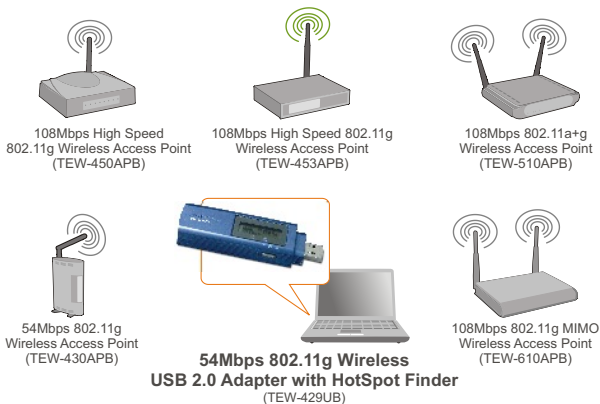 108Mbps High Speed
802.11g Wireless Access Point
(TEW-450APB)
108Mbps High Speed 802.11g
Wireless Access Point
(TEW-453APB)
108Mbps 802.11a+g
Wireless Access Point
(TEW-510APB)
54Mbps 802.11g
Wireless Access Point
(TEW-430APB)
54Mbps 802.11g Wireless
USB 2.0 Adapter with HotSpot Finder
(TEW-429UB)
108Mbps 802.11g MIMO
Wireless Access Point
(TEW-610APB)